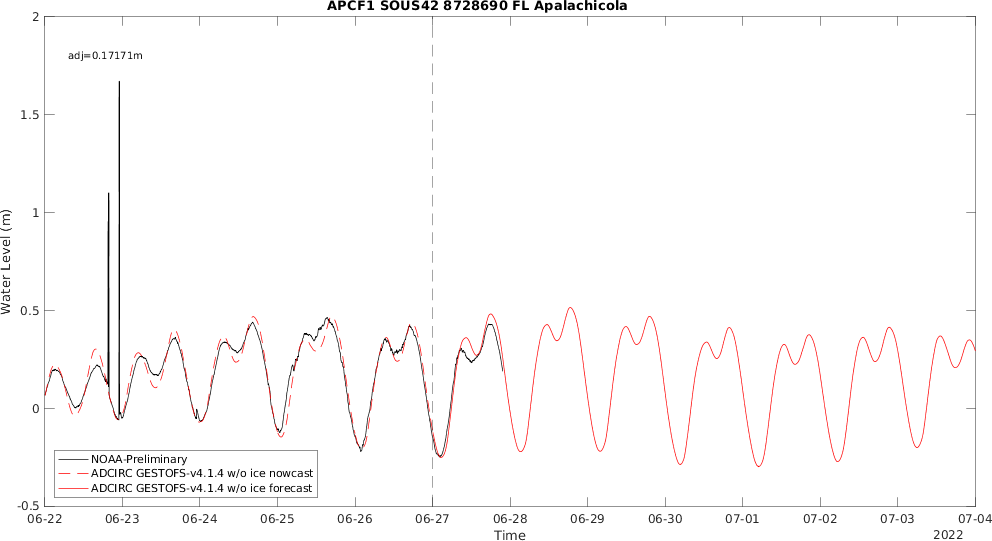 APCF1 SOUS42 8728690 FL Apalachicola
2
adj=0.17171m
1.5
1
0.5
0
-0.5
Water Level (m)
NOAA-Preliminary
ADCIRC GESTOFS-v4.1.4 w/o ice nowcast
ADCIRC GESTOFS-v4.1.4 w/o ice forecast
06-22 06-23 06-24 06-25 06-26 06-27 06-28 06-29 06-30 07-01 07-02 07-03 07-04
Time
2022